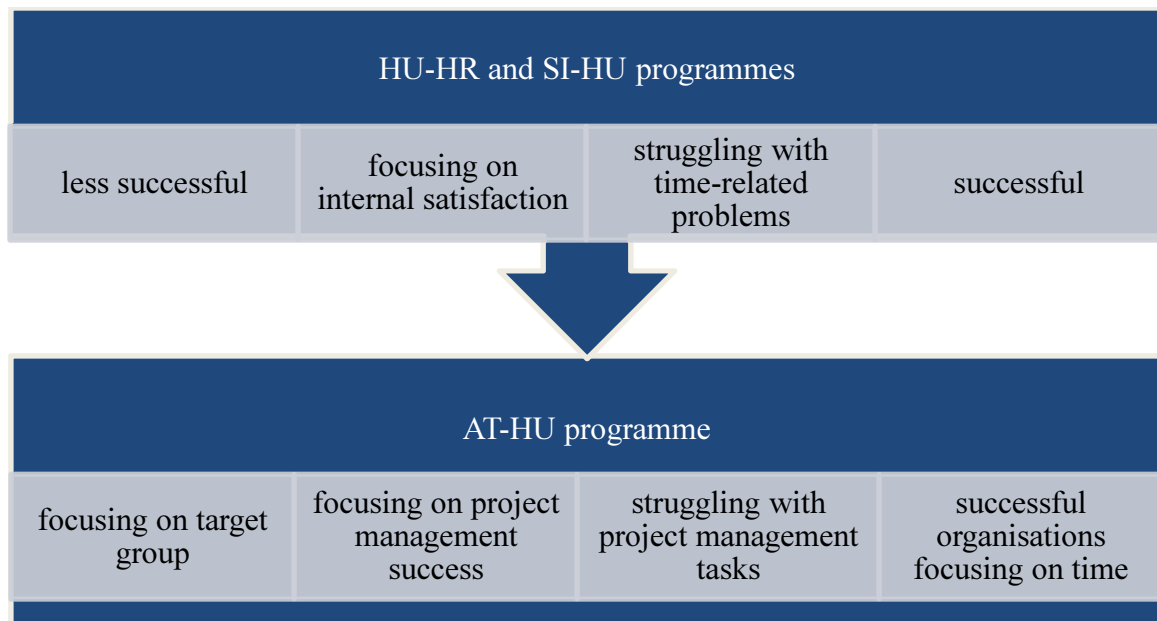 HU-HR and SI-HU programmes
less successful
focusing on
internal satisfaction
struggling with
time-related
problems
successful
AT-HU programme
focusing on target
group
focusing on project
management
success
struggling with
project management
tasks
successful
organisations
focusing on time